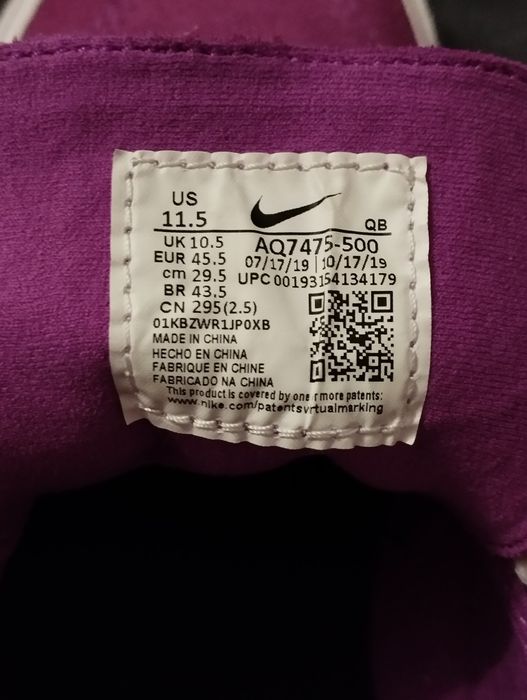 US
11.5
QB
UK 10.5
AQ7475-500
EUR 45.5
07/17/19 | 10/17/19
cm 29.5
UPC 00193154134179
BR 43.5
CN 295(2.5)
01KBZWR1JP0XB
MADE IN CHINA
HECHO EN CHINA
FABRIQUE EN CHINE
FABRICADO NA CHINA
This product is covered by one r more patents:
www.nike.com/patentsvrtualmarking